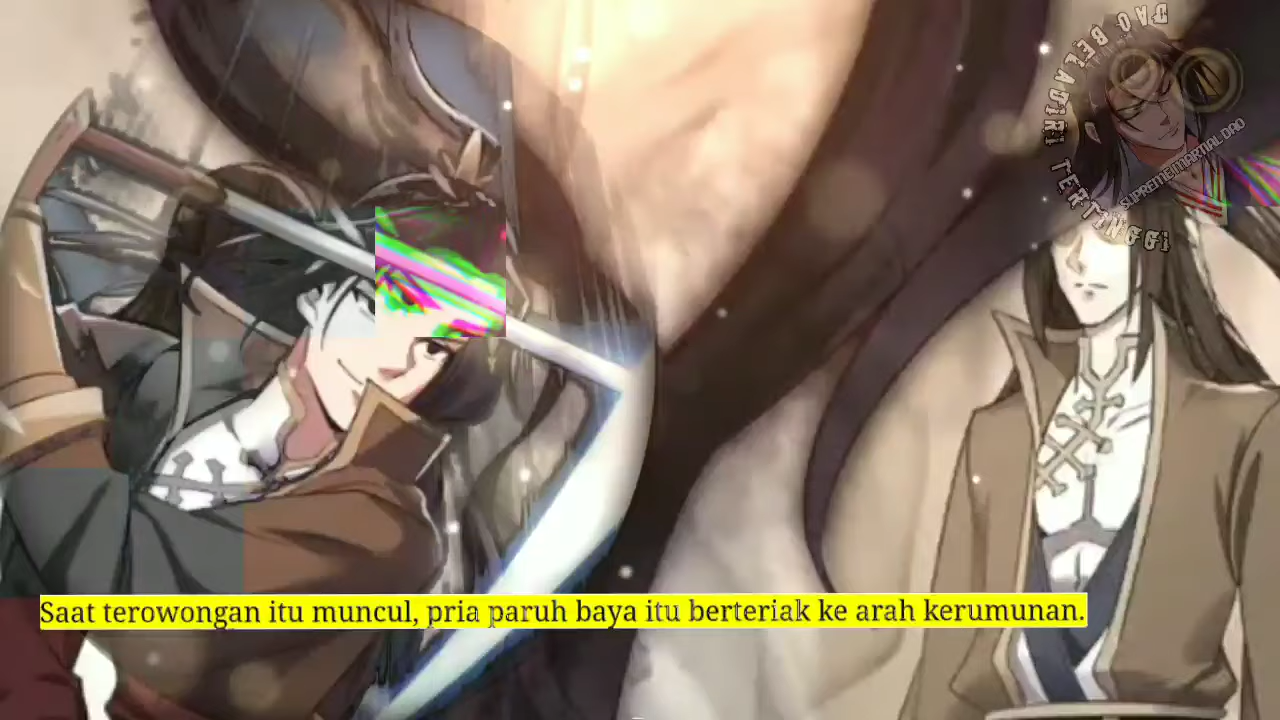 DAO BELADIRI TERTINGGI
SUPREME MARTIAL DAO
Saat terowongan itu muncul, pria paruh baya itu berteriak ke arah kerumunan.